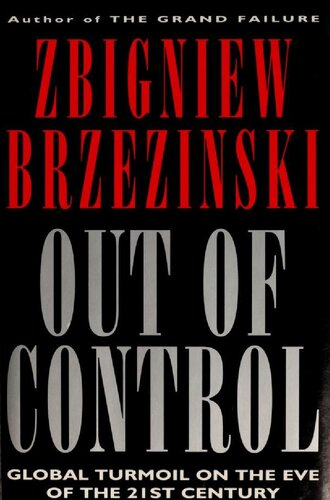 Author of THE GRAND FAILURE
ZBIGNIEW
BRZEZINSKI
OUT OF
CONTROL
GLOBAL TURMOIL ON THE EVE
OF THE 21ST CENTURY